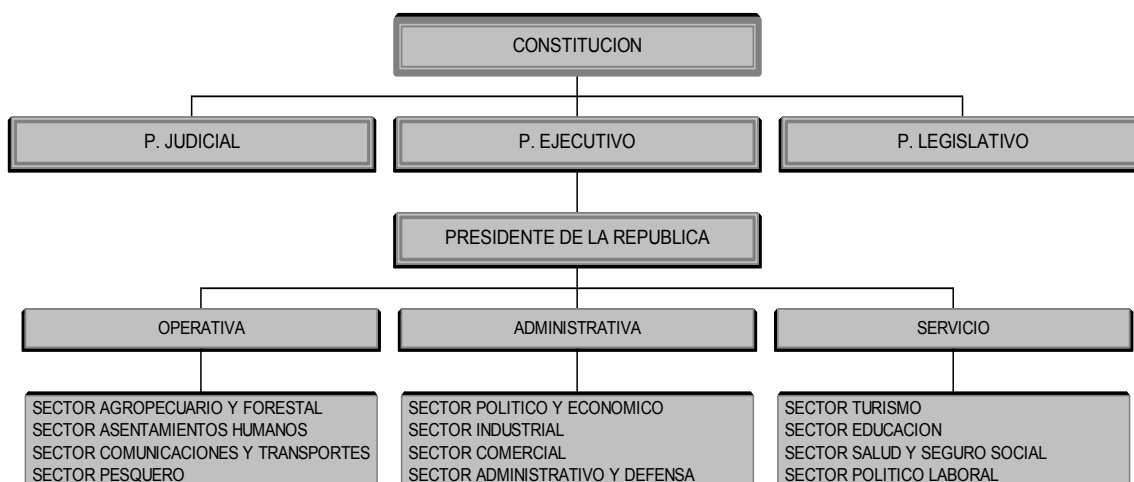 CONSTITUCION
P. JUDICIAL
P. EJECUTIVO
P. LEGISLATIVO
PRESIDENTE DE LA REPUBLICA
OPERATIVA
ADMINISTRATIVA
SERVICIO
SECTOR AGROPECUARIO Y FORESTAL
SECTOR ASENTAMIENTOS HUMANOS
SECTOR COMUNICACIONES Y TRANSPORTES
SECTOR PESQUERO
SECTOR POLITICO Y ECONOMICO
SECTOR INDUSTRIAL
SECTOR COMERCIAL
SECTOR ADMINISTRATIVO Y DEFENSA
SECTOR TURISMO
SECTOR EDUCACION
SECTOR SALUD Y SEGURO SOCIAL
SECTOR POLITICO LABORAL